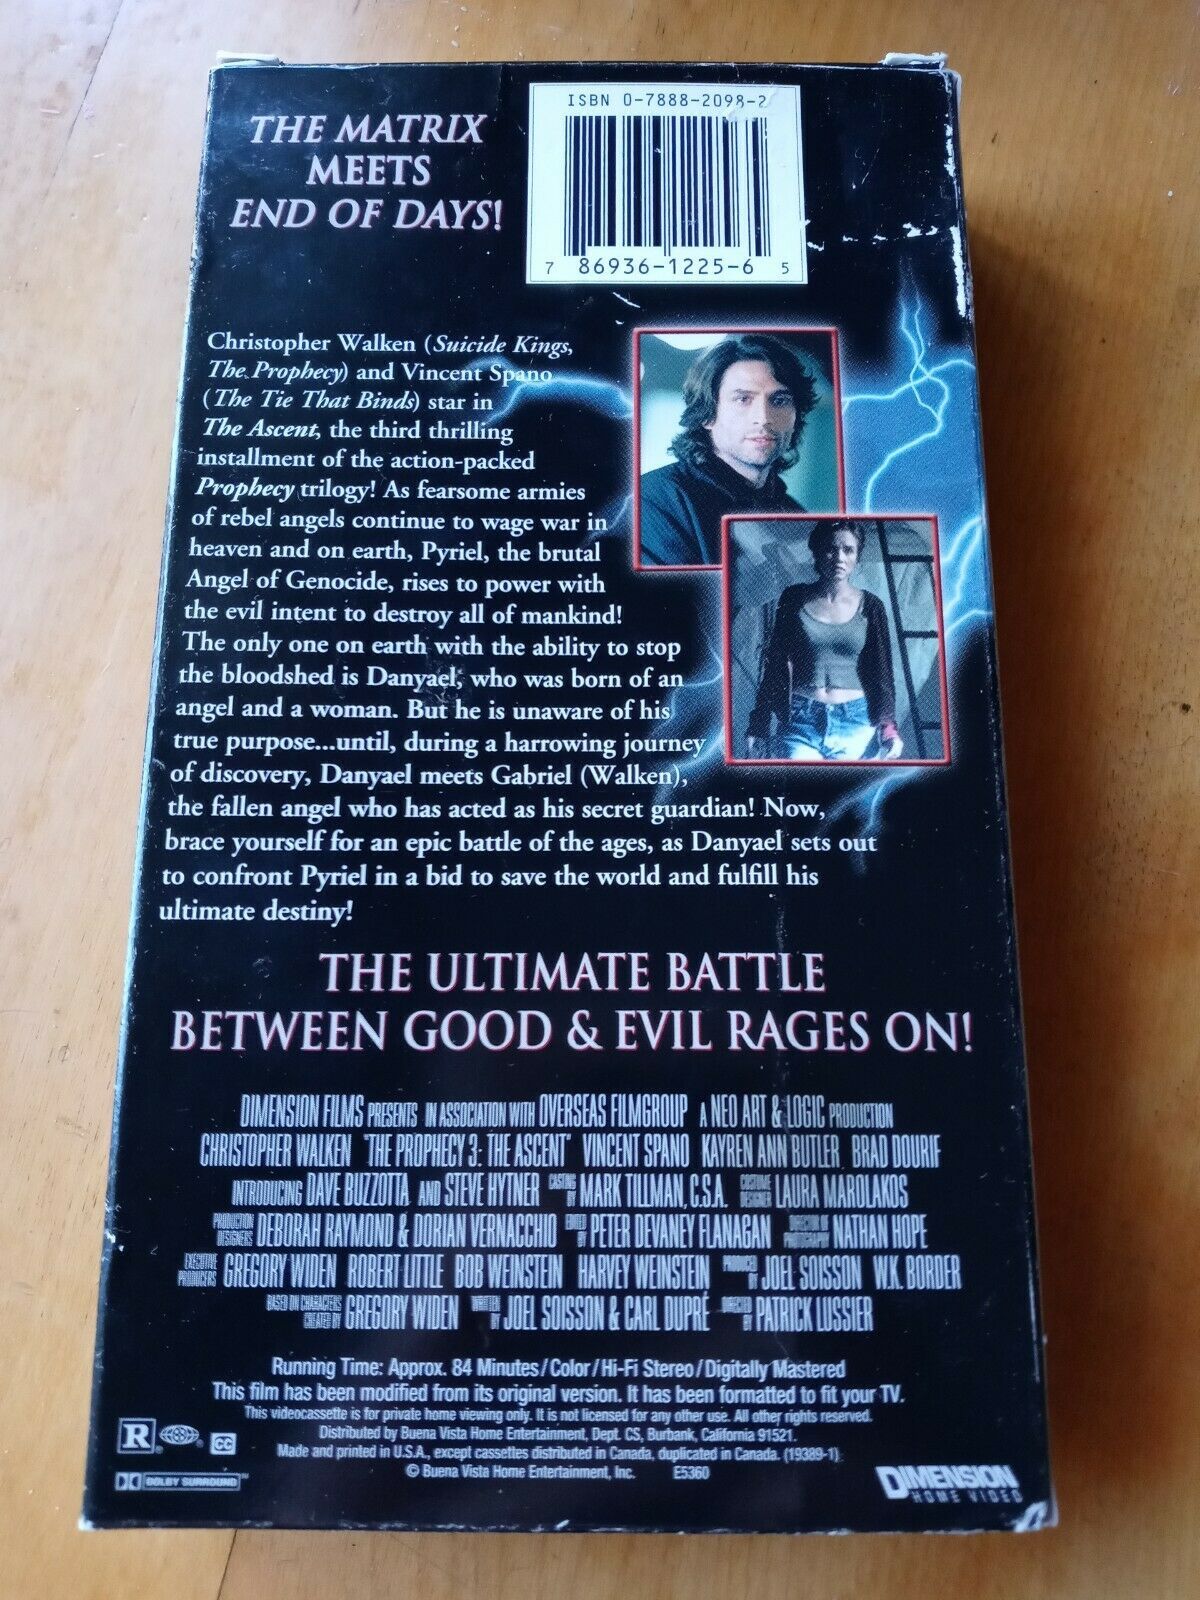 THE MATRIX
MEETS
END OF DAYS!
ISBN 0-7888-2098-2
7 86936-1225-6 5
Christopher Walken (Suicide Kings,
The Prophecy) and Vincent Spano
(The Tie That Binds) star in
The Ascent, the third thrilling
installment of the action-packed
Prophecy trilogy! As fearsome armies
of rebel angels continue to wage war in
heaven and on earth, Pyriel, the brutal
Angel of Genocide, rises to power with
the evil intent to destroy all of mankind!
The only one on earth with the ability to stop
the bloodshed is Danyael, who was born of an
angel and a woman. But he is unaware of his
true purpose...until, during a harrowing journey
of discovery, Danyael meets Gabriel (Walken),
the fallen angel who has acted as his secret guardian! Now,
brace yourself for an epic battle of the ages, as Danyael sets out
to confront Pyriel in a bid to save the world and fulfill his
ultimate destiny!
THE ULTIMATE BATTLE
BETWEEN GOOD & EVIL RAGES ON!
DIMENSION FILMS PRESENTS IN ASSOCIATION WITH OVERSEAS FILMGROUP A NEO ART & LOGIC PRODUCTION
CHRISTOPHER WALKEN "THE PROPHECY 3: THE ASCENT" VINCENT SPANO KAYREN ANN BUTLER BRAD DOURIF
INTRODUCING DAVE BUZZOTTA AND STEVE HYTNER CASTING BY MARK TILLMAN, C.S.A. COSTUME DESIGNER LAURA MAROLAKOS
PRODUCTION DESIGNERS DEBORAH RAYMOND & DORIAN VERNACCHIO EDITED BY PETER DEVANEY FLANAGAN DIRECTOR OF PHOTOGRAPHY NATHAN HOPE
EXECUTIVE PRODUCERS GREGORY WIDEN ROBERT LITTLE BOB WEINSTEIN HARVEY WEINSTEIN PRODUCED BY JOEL SOISSON W.K. BORDER
BASED ON CHARACTERS CREATED BY GREGORY WIDEN WRITTEN BY JOEL SOISSON & CARL DUPRÉ DIRECTED BY PATRICK LUSSIER
Running Time: Approx. 84 Minutes/Color/Hi-Fi Stereo/Digitally Mastered
This film has been modified from its original version. It has been formatted to fit your TV.
This videocassette is for private home viewing only. It is not licensed for any other use. All other rights reserved.
Distributed by Buena Vista Home Entertainment, Dept. CS, Burbank, California 91521.
Made and printed in U.S.A., except cassettes distributed in Canada, duplicated in Canada. (19389-1)
© Buena Vista Home Entertainment, Inc. E5360
R ® CC
DOLBY SURROUND™
DIMENSION
HOME VIDEO